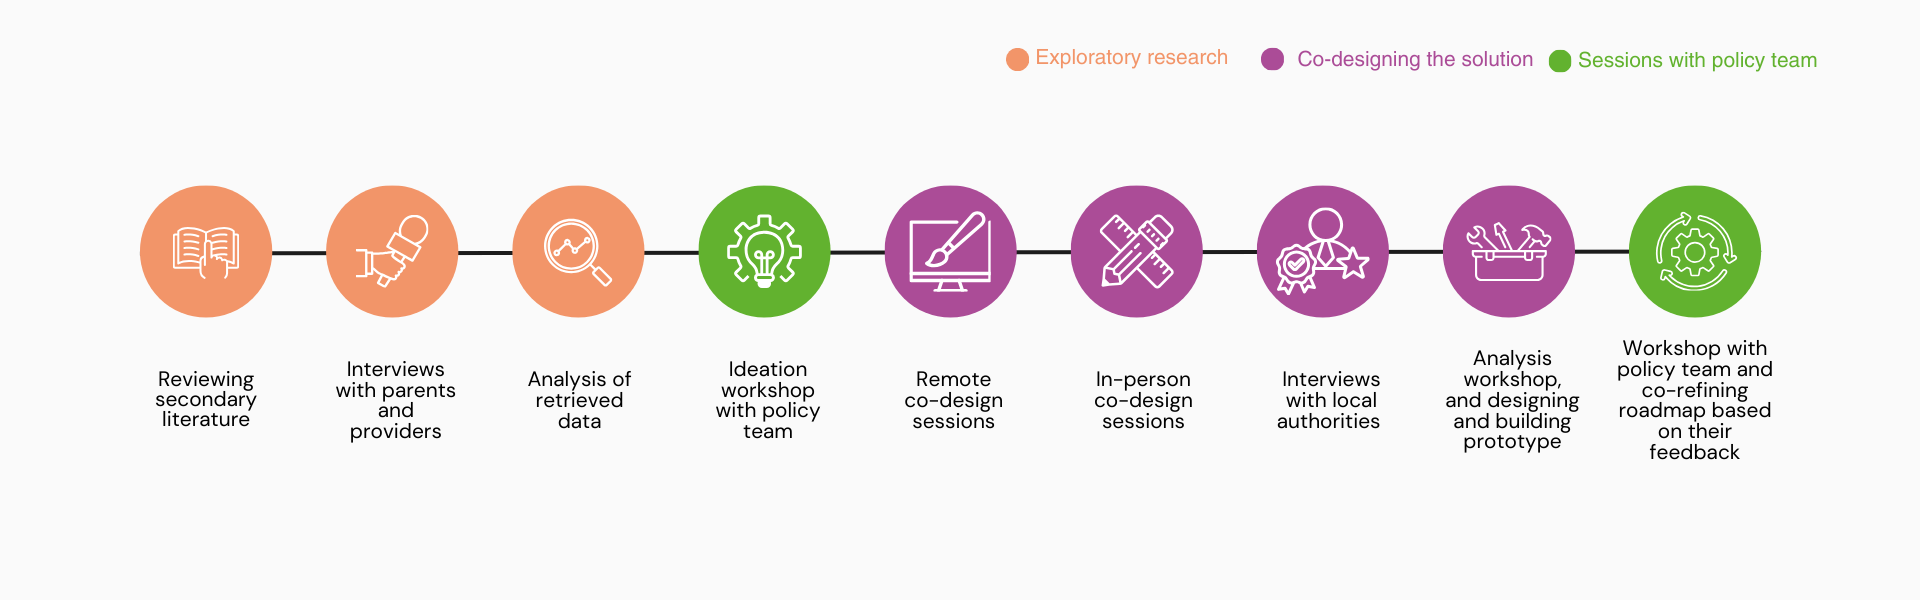 Exploratory research
Co-designing the solution
Sessions with policy team
Reviewing
secondary
literature
Interviews
with parents
and
providers
Analysis of
retrieved
data
Ideation
workshop
with policy
team
Remote
co-design
sessions
In-person
co-design
sessions
Interviews
with local
authorities
Analysis
workshop,
and designing
and building
prototype
Workshop with
policy team and
co-refining
roadmap based
on their
feedback